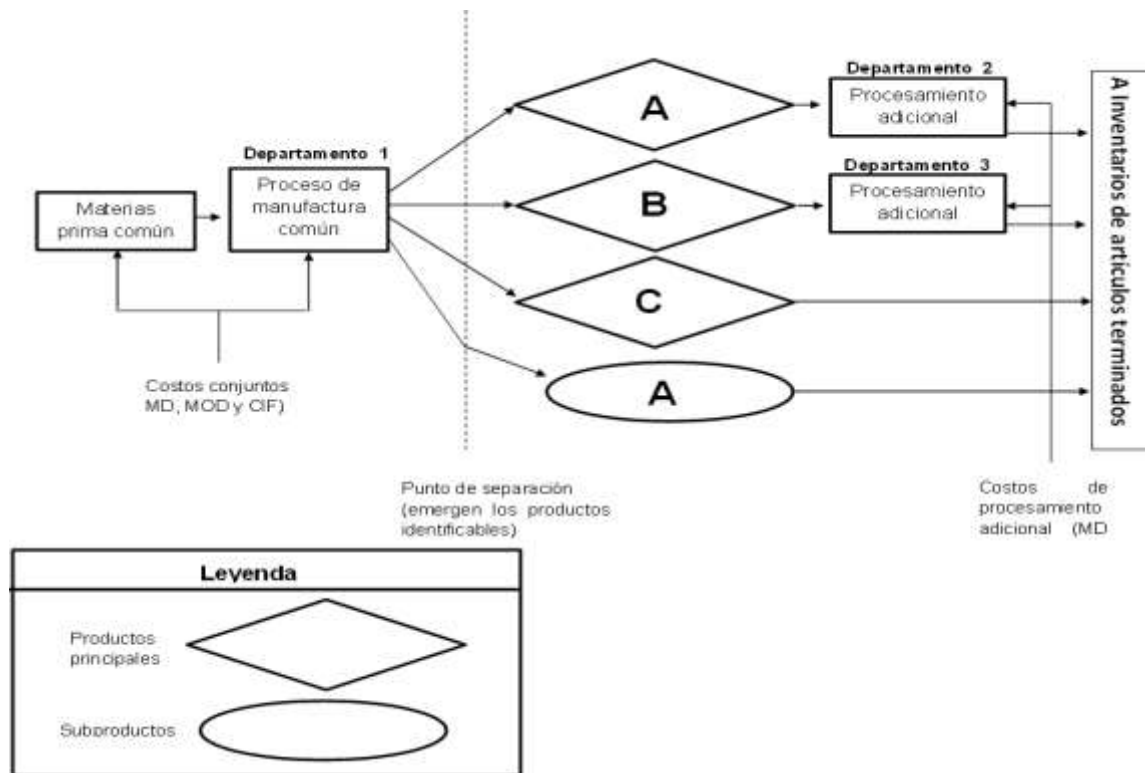 Departamento 1
Materias
prima común
Proceso de
manufactura
común
A
Departamento 2
Procesamiento
adicional
B
Departamento 3
Procesamiento
adicional
C
A
A Inventarios de artículos terminados
Costos conjuntos
MD, MOD y CIF)
Punto de separación
(emergen los productos
identificables)
Costos de
procesamiento
adicional (MD
Leyenda
Productos
principales
Subproductos